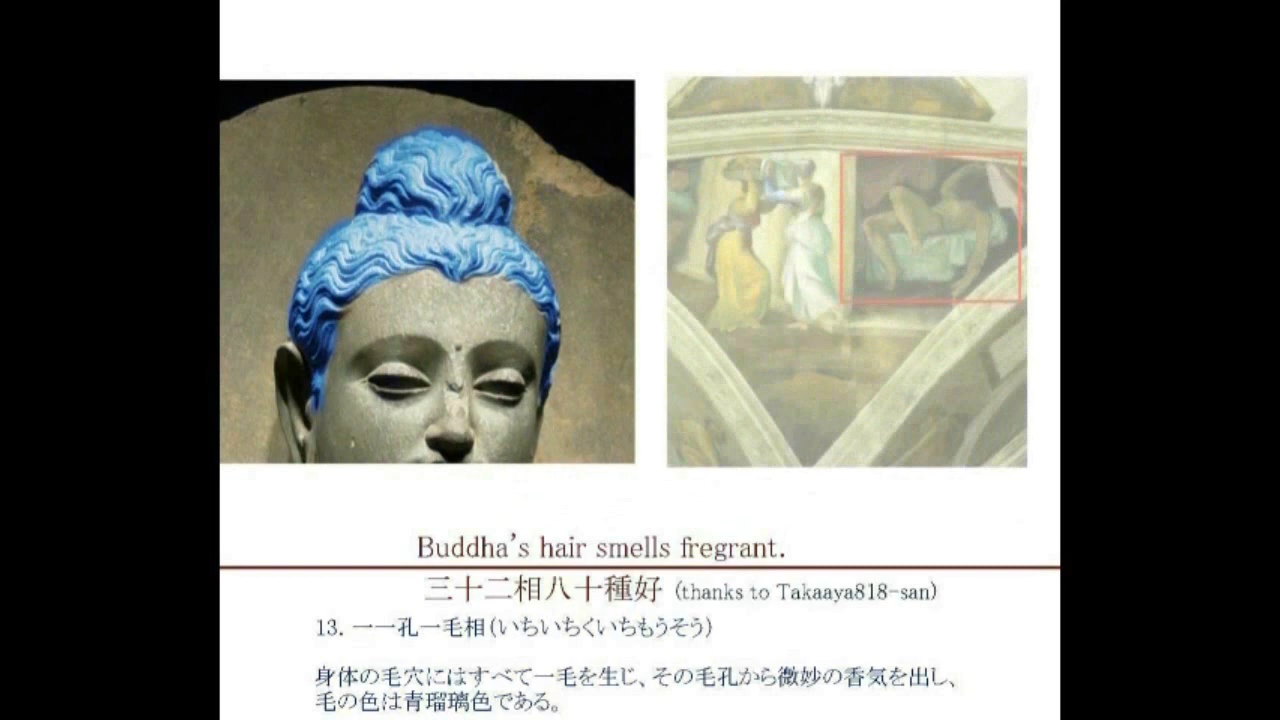 Buddha's hair smells fregrant.
三十二相八十種好 (thanks to Takaaya818-san)
13. 一一孔一毛相(いちいちくいちもうそう)
身体の毛穴にはすべて一毛を生じ、その毛孔から微妙の香気を出し、
毛の色は青瑠璃色である。